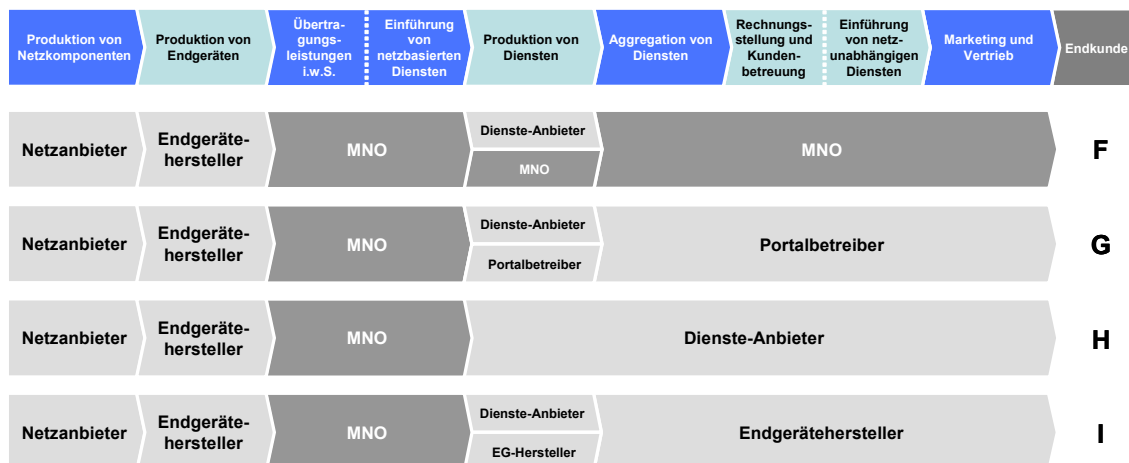 Produktion von
Netzkomponenten
Produktion von
Endgeräten
Übertra-
gungs-
leistungen
i.w.S.
Einführung
von
netzbasierten
Diensten
Produktion von
Diensten
Aggregation von
Diensten
Rechnungs-
stellung und
Kunden-
betreuung
Einführung
von netz-
unabhängigen
Diensten
Marketing und
Vertrieb
Endkunde
Netzanbieter
Endgeräte-
hersteller
MNO
Dienste-Anbieter
MNO
MNO
F
Netzanbieter
Endgeräte-
hersteller
MNO
Dienste-Anbieter
Portalbetreiber
Portalbetreiber
G
Netzanbieter
Endgeräte-
hersteller
MNO
Dienste-Anbieter
H
Netzanbieter
Endgeräte-
hersteller
MNO
Dienste-Anbieter
EG-Hersteller
Endgerätehersteller
I